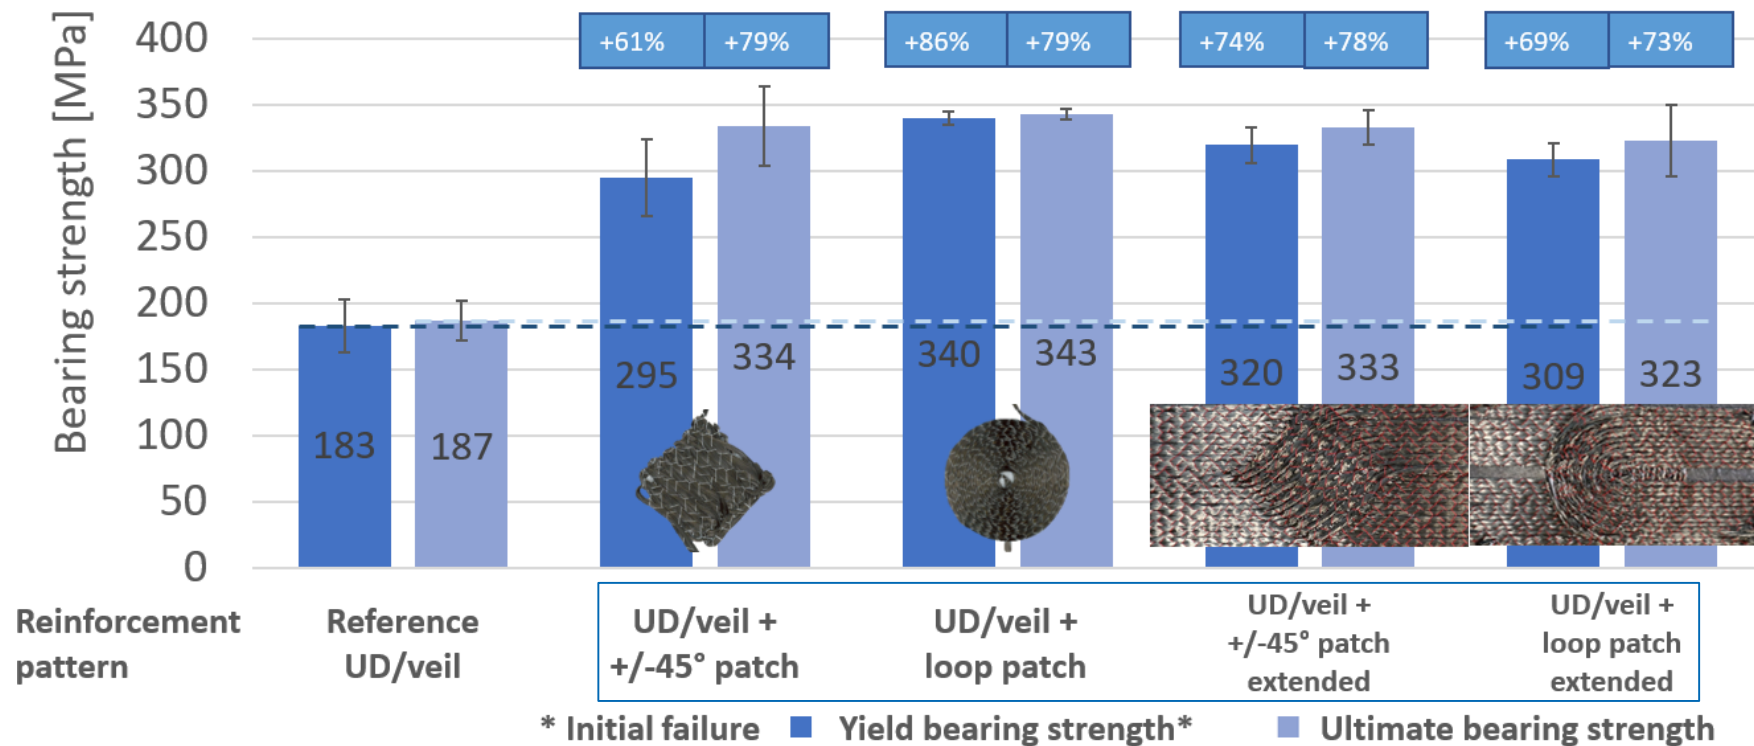 Bearing strength [MPa]
400
350
300
250
200
150
100
50
0
+61% +79%
+86% +79%
+74% +78%
+69% +73%
183
187
295
334
340
343
320
333
309
323
Reinforcement
pattern
Reference
UD/veil
UD/veil +
+/-45° patch
UD/veil +
loop patch
UD/veil +
+/-45° patch
extended
UD/veil +
loop patch
extended
* Initial failure
Yield bearing strength*
Ultimate bearing strength